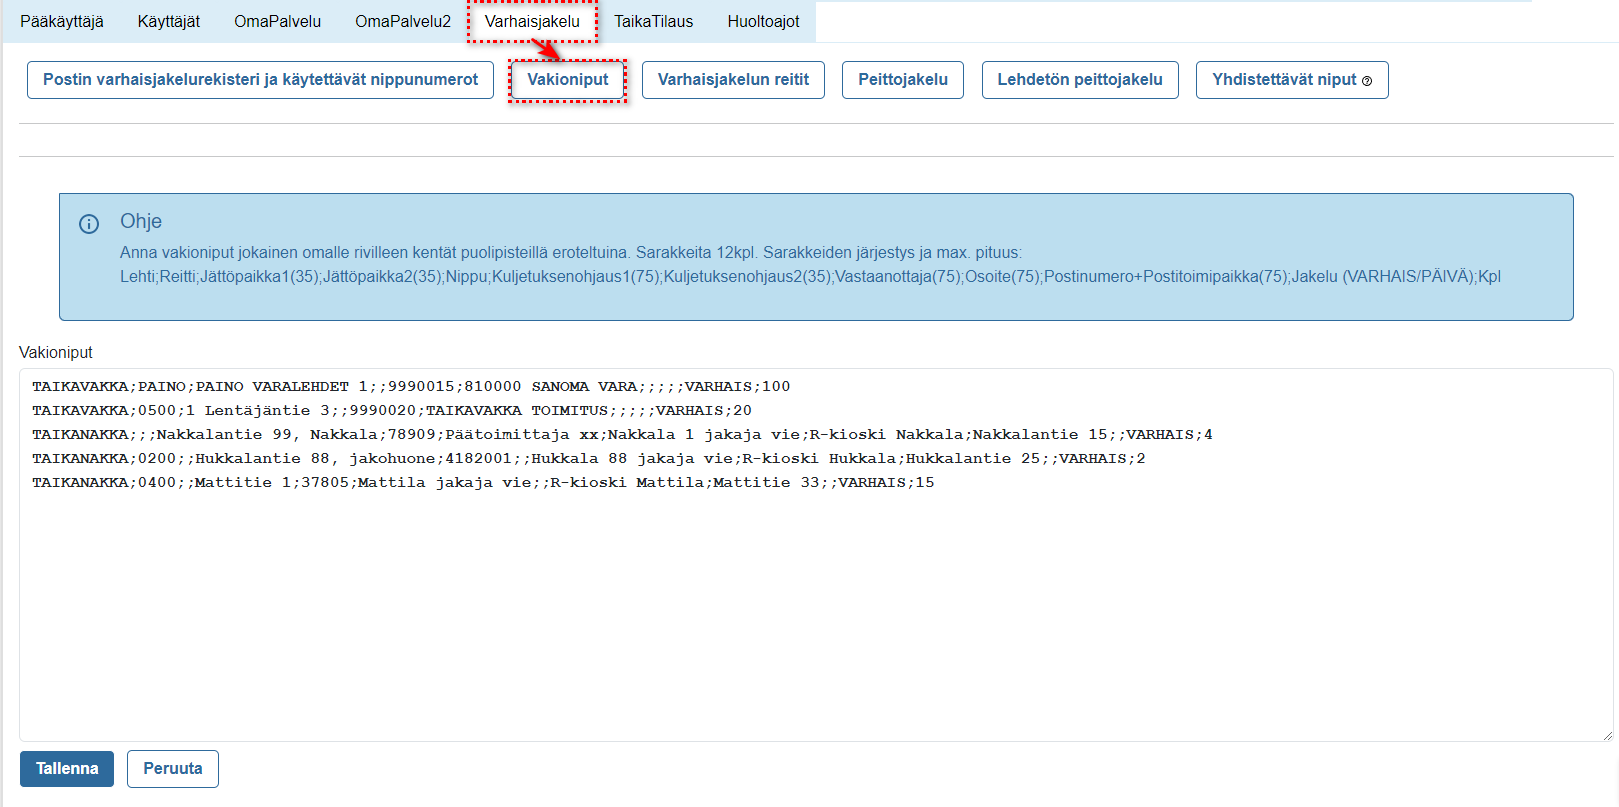 Pääkäyttäjä Käyttäjät OmaPalvelu OmaPalvelu2 Varhaisjakelu TaikaTilaus Huoltoajot
Postin varhaisjakelurekisteri ja käytettävät nippunumerot Vakioniput Varhaisjakelun reitit Peittojakelu Lehdetön peittojakelu Yhdistettävät niput
Ohje
Anna vakioniput jokainen omalle rivilleen kentät puolipisteillä eroteltuina. Sarakkeita 12kpl. Sarakkeiden järjestys ja max. pituus:
Lehti;Reitti;Jättöpaikka1(35);Jättöpaikka2(35);Nippu;Kuljetuksenohjaus1(75);Kuljetuksenohjaus2(35);Vastaanottaja(75);Osoite(75);Postinumero+Postitoimipaikka(75);Jakelu (VARHAIS/PÄIVÄ);Kpl
Vakioniput
TAIKAVAKKA;PAINO;PAINO VARALEHDET 1;;9990015;810000 SANOMA VARA;;;;;VARHAIS;100
TAIKAVAKKA;0500;1 Lentäjäntie 3;;9990020;TAIKAVAKKA TOIMITUS;;;;;VARHAIS;20
TAIKANAKKA;;;Nakkalantie 99, Nakkala;78909;Päätoimittaja xx;Nakkala 1 jakaja vie;R-kioski Nakkala;Nakkalantie 15;;VARHAIS;4
TAIKANAKKA;0200;;Hukkalantie 88, jakohuone;4182001;;Hukkala 88 jakaja vie;R-kioski Hukkala;Hukkalantie 25;;VARHAIS;2
TAIKANAKKA;0400;;Mattitie 1;37805;Mattila jakaja vie;;R-kioski Mattila;Mattitie 33;;VARHAIS;15
Tallenna Peruuta